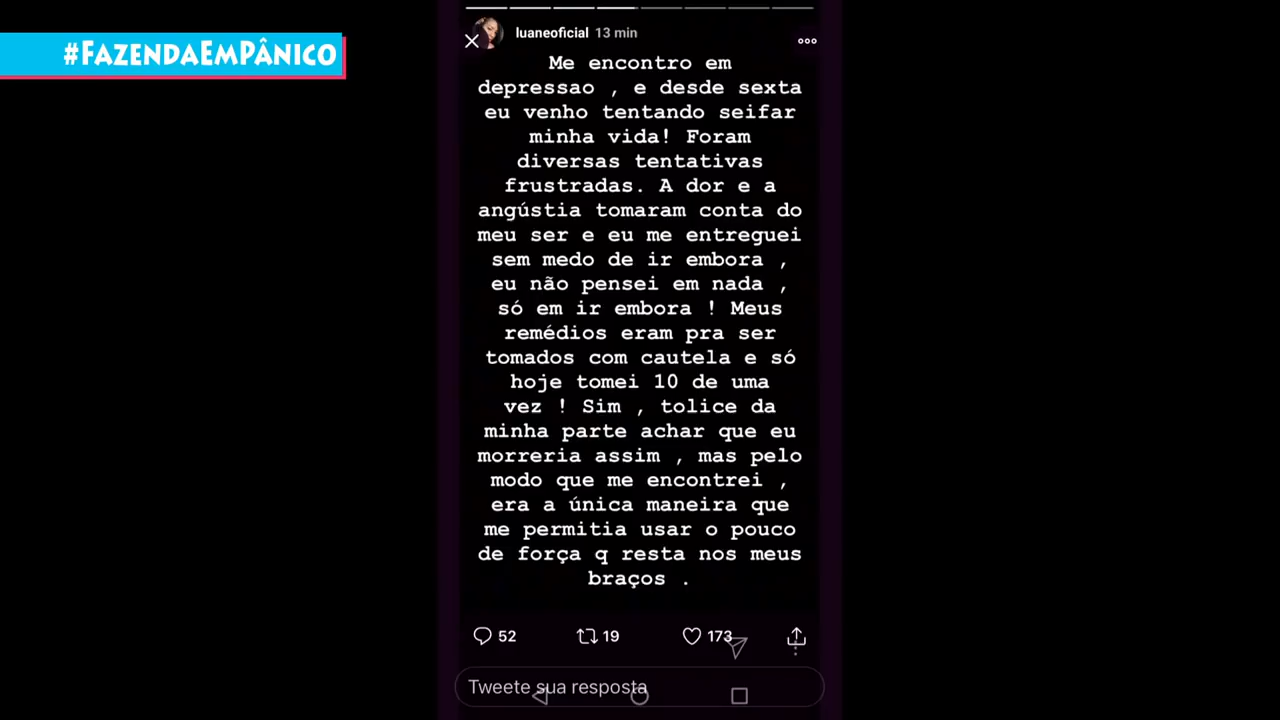 #FAZENDAEMPÂNICO
luaneoficial 13 min
Me encontro em
depressao , e desde sexta
eu venho tentando seifar
minha vida! Foram
diversas tentativas
frustradas. A dor e a
angústia tomaram conta do
meu ser e eu me entreguei
sem medo de ir embora ,
eu não pensei em nada ,
só em ir embora ! Meus
remédios eram pra ser
tomados com cautela e só
hoje tomei 10 de uma
vez ! Sim , tolice da
minha parte achar que eu
morreria assim , mas pelo
modo que me encontrei ,
era a única maneira que
me permitia usar o pouco
de força q resta nos meus
braços .
52 19 173
Tweete sua resposta